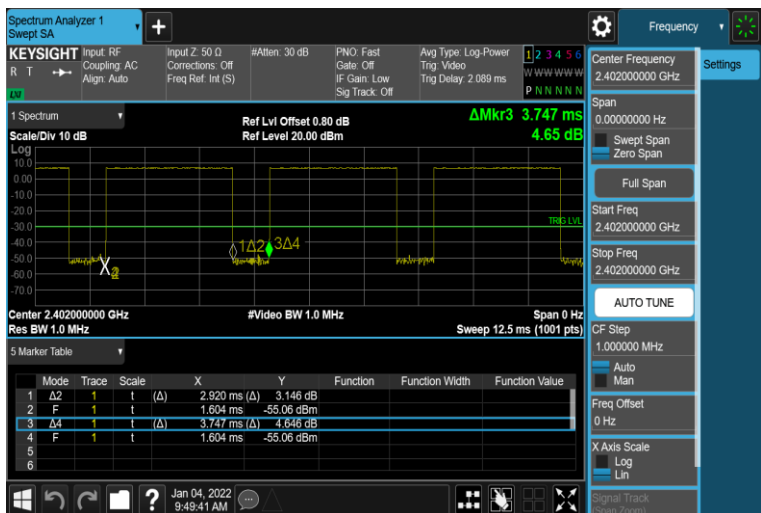 Spectrum Analyzer 1
Swept SA
+
Frequency
KEYSIGHT Input: RF
R T
Coupling: AC
Align: Auto
LXI
Input Z: 50 Ω
Corrections: Off
Freq Ref: Int (S)
#Atten: 30 dB
PNO: Fast
Gate: Off
IF Gain: Low
Sig Track: Off
Avg Type: Log-Power
Trig: Video
Trig Delay: 2.089 ms
1 2 3 4 5 6
W W W W W W
P N N N N N
1 Spectrum
Scale/Div 10 dB
Ref Lvl Offset 0.80 dB
Ref Level 20.00 dBm
ΔMkr3 3.747 ms
4.65 dB
Log
10.0
0.00
-10.0
-20.0
-30.0
-40.0
-50.0
-60.0
-70.0
TRIG LVL
1Δ2
3Δ4
Center 2.402000000 GHz
Res BW 1.0 MHz
#Video BW 1.0 MHz
Span 0 Hz
Sweep 12.5 ms (1001 pts)
5 Marker Table
Mode Trace Scale X Y Function Function Width Function Value
1 Δ2 1 t (Δ) 2.920 ms (Δ) 3.146 dB
2 F 1 t 1.604 ms -55.06 dBm
3 Δ4 1 t (Δ) 3.747 ms (Δ) 4.646 dB
4 F 1 t 1.604 ms -55.06 dBm
5
6
?
Jan 04, 2022
9:49:41 AM
Center Frequency
2.402000000 GHz
Span
0.00000000 Hz
Swept Span
Zero Span
Full Span
Start Freq
2.402000000 GHz
Stop Freq
2.402000000 GHz
AUTO TUNE
CF Step
1.000000 MHz
Auto
Man
Freq Offset
0 Hz
X Axis Scale
Log
Lin
Signal Track
(Span Zoom)
Settings